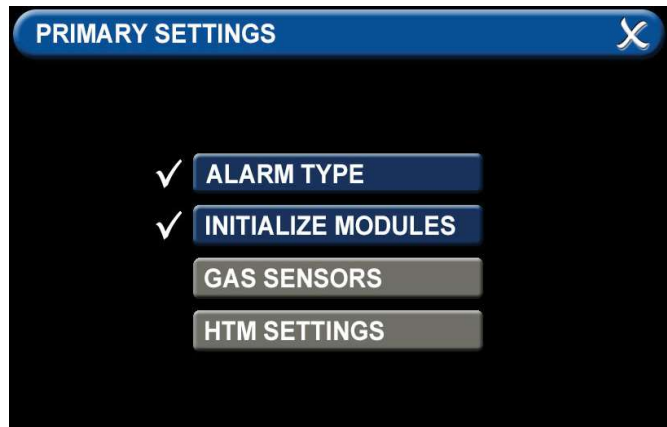 PRIMARY SETTINGS
ALARM TYPE
INITIALIZE MODULES
GAS SENSORS
HTM SETTINGS